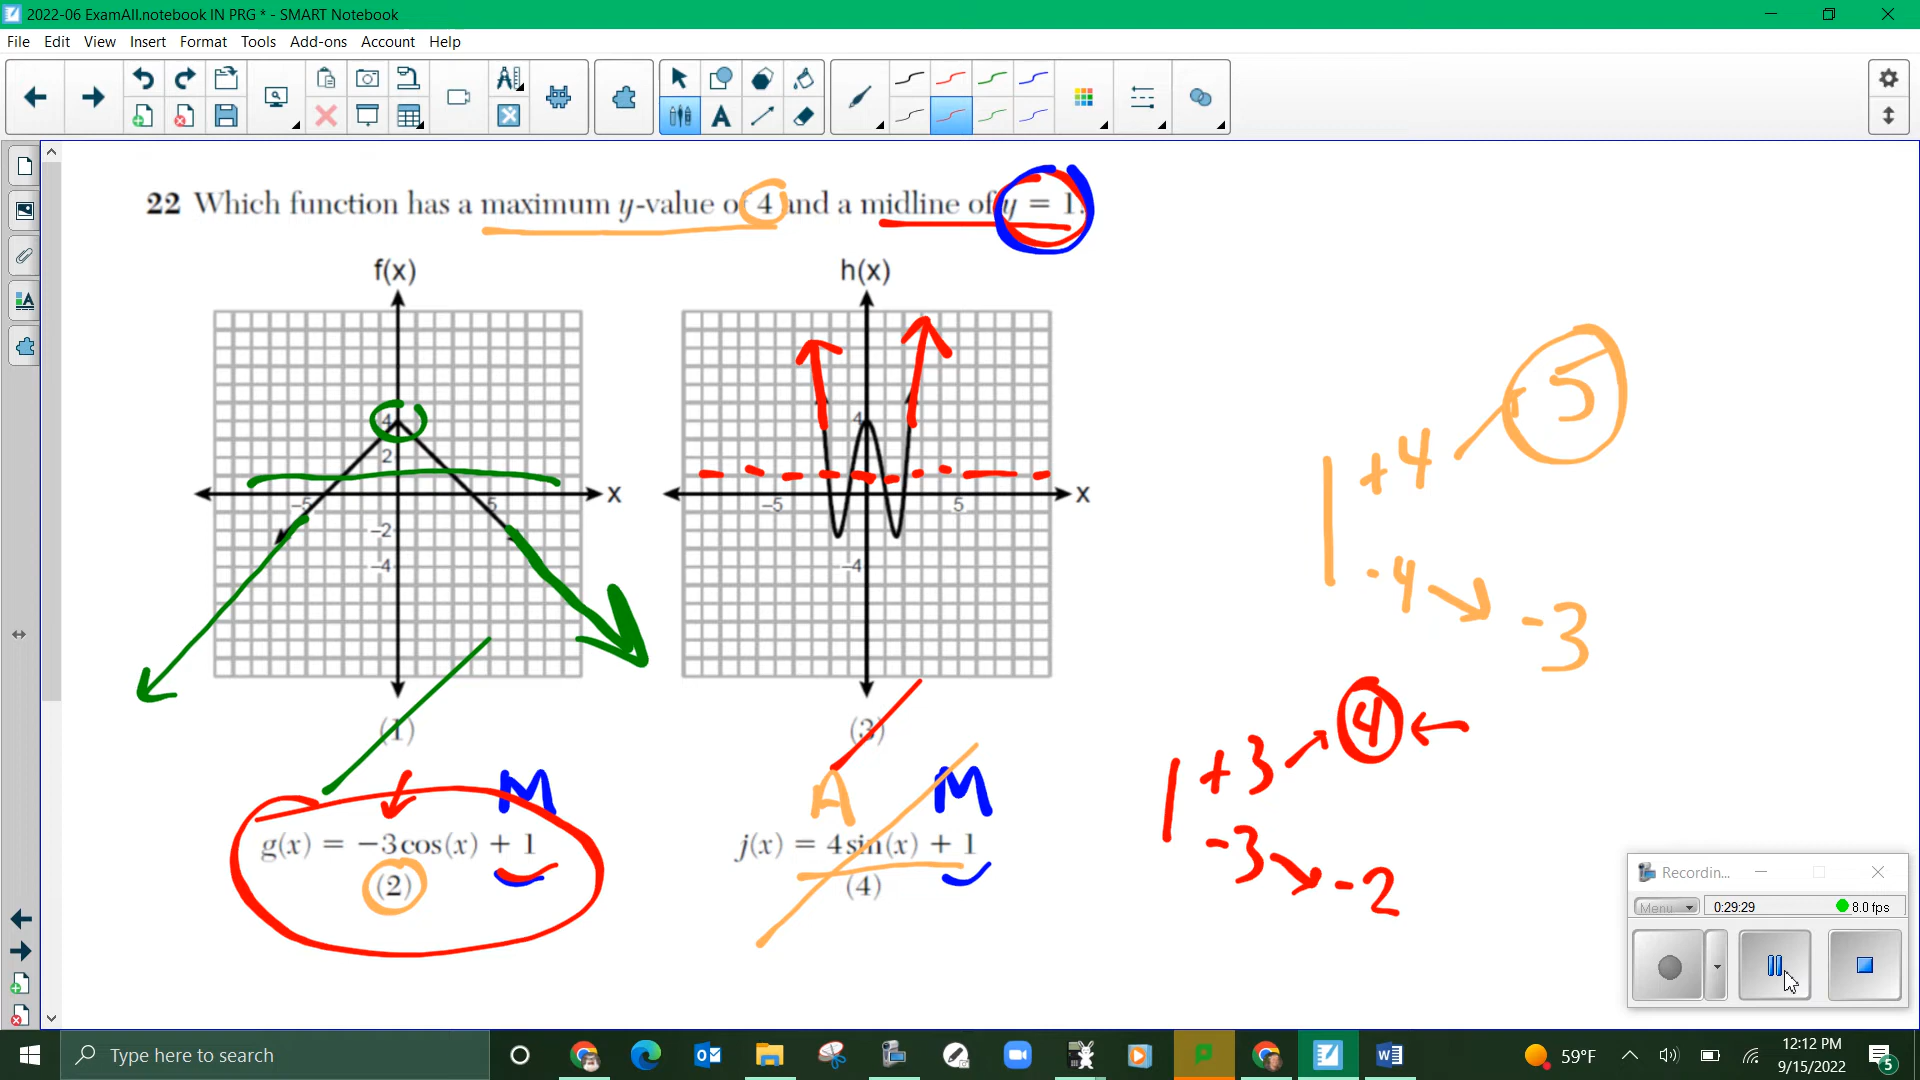 2022-06 ExamAll.notebook IN PRG * - SMART Notebook
File Edit View Insert Format Tools Add-ons Account Help
22 Which function has a maximum y-value of 4 and a midline of y = 1.
f(x)
4
2
-5
5
-2
-4
x
(1)
h(x)
4
-5
5
-4
x
(3)
5
+4
-4
-3
4
+3
-3
-2
M
g(x) = −3cos(x) + 1
(2)
A
M
j(x) = 4sin(x) + 1
(4)
Recordin...
Menu
0:29:29
8.0 fps
Type here to search
59°F
12:12 PM
9/15/2022
5